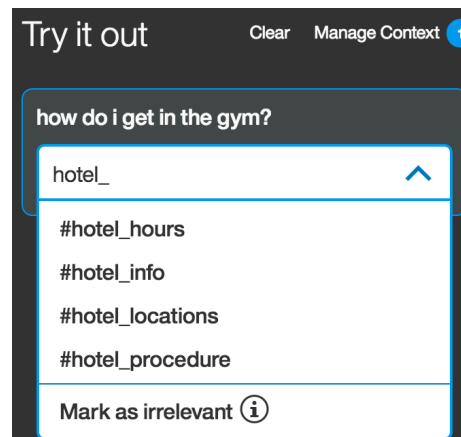 Try it out Clear Manage Context
how do i get in the gym?
hotel_
#hotel_hours
#hotel_info
#hotel_locations
#hotel_procedure
Mark as irrelevant